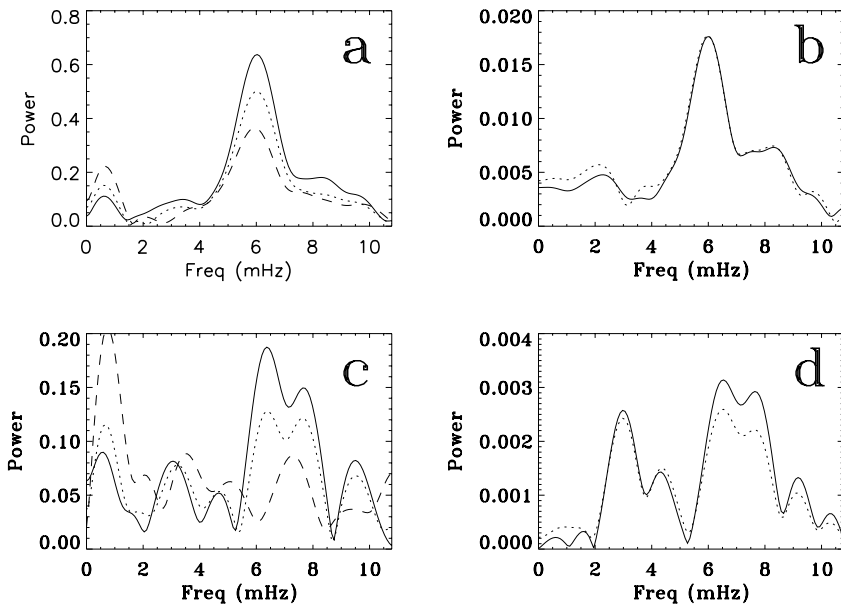 a
0.8
0.6
0.4
0.2
0.0
Power
0 2 4 6 8 10
Freq (mHz)
b
0.020
0.015
0.010
0.005
0.000
Power
0 2 4 6 8 10
Freq (mHz)
c
0.20
0.15
0.10
0.05
0.00
Power
0 2 4 6 8 10
Freq (mHz)
d
0.004
0.003
0.002
0.001
0.000
Power
0 2 4 6 8 10
Freq (mHz)